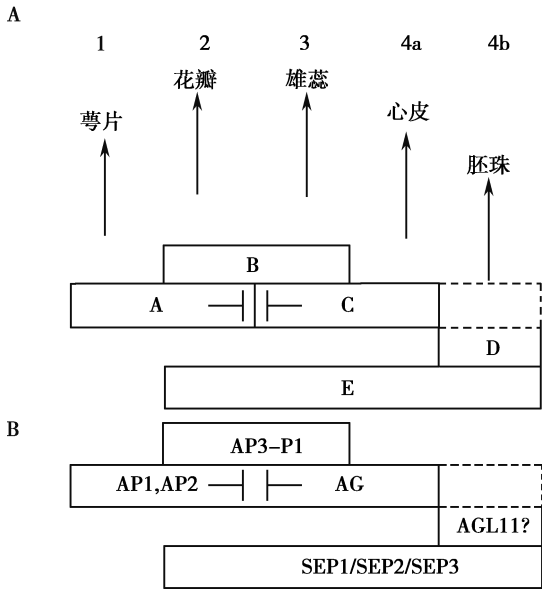 A
1 2 3 4a 4b
花瓣 雄蕊
萼片 心皮
胚珠
B
A C
D
E
B
AP3-P1
AP1,AP2 AG
AGL11?
SEP1/SEP2/SEP3